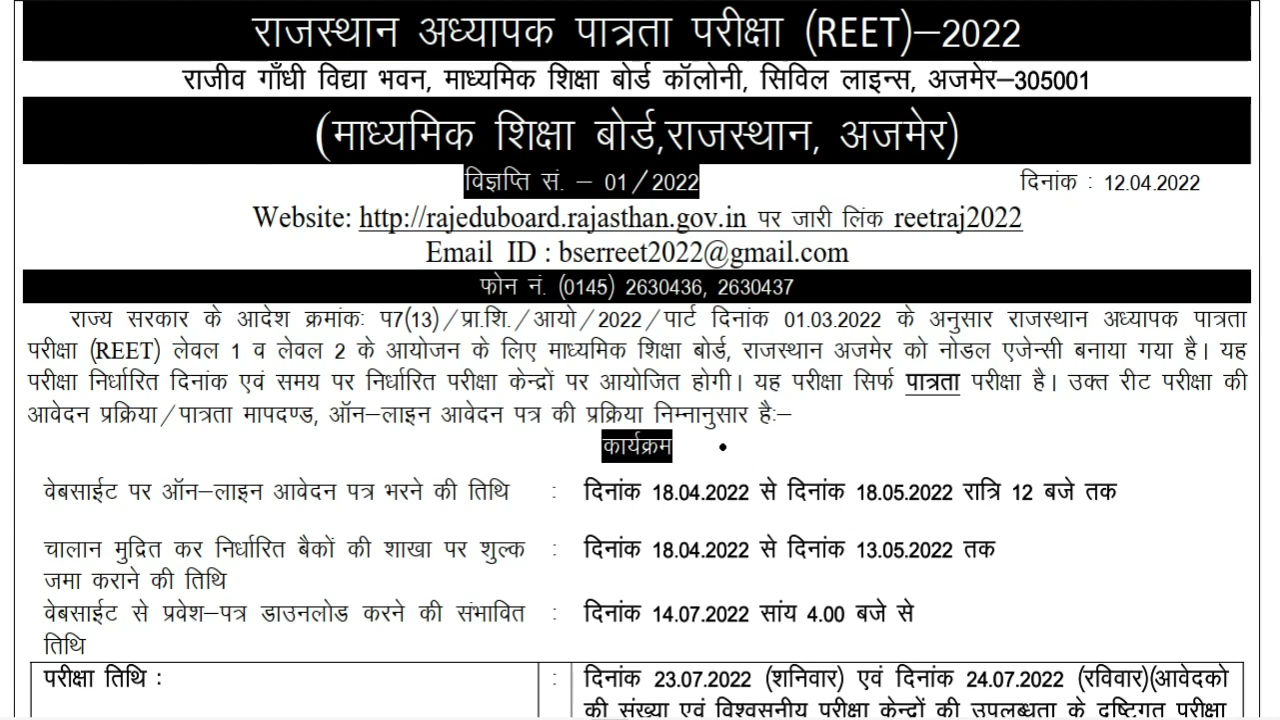 राजस्थान अध्यापक पात्रता परीक्षा (REET)–2022
राजीव गाँधी विद्या भवन, माध्यमिक शिक्षा बोर्ड कॉलोनी, सिविल लाइन्स, अजमेर–305001
(माध्यमिक शिक्षा बोर्ड,राजस्थान, अजमेर)
विज्ञप्ति सं. – 01/2022 दिनांक : 12.04.2022
Website: http://rajeduboard.rajasthan.gov.in पर जारी लिंक reetraj2022
Email ID : bserreet2022@gmail.com
फोन नं. (0145) 2630436, 2630437
राज्य सरकार के आदेश क्रमांकः प7(13)/प्रा.शि./आयो/2022/पार्ट दिनांक 01.03.2022 के अनुसार राजस्थान अध्यापक पात्रता
परीक्षा (REET) लेवल 1 व लेवल 2 के आयोजन के लिए माध्यमिक शिक्षा बोर्ड, राजस्थान अजमेर को नोडल एजेन्सी बनाया गया है। यह
परीक्षा निर्धारित दिनांक एवं समय पर निर्धारित परीक्षा केन्द्रों पर आयोजित होगी। यह परीक्षा सिर्फ पात्रता परीक्षा है। उक्त रीट परीक्षा की
आवेदन प्रक्रिया/पात्रता मापदण्ड, ऑन–लाइन आवेदन पत्र की प्रक्रिया निम्नानुसार हैः–
कार्यक्रम
वेबसाईट पर ऑन–लाइन आवेदन पत्र भरने की तिथि : दिनांक 18.04.2022 से दिनांक 18.05.2022 रात्रि 12 बजे तक
चालान मुद्रित कर निर्धारित बैकों की शाखा पर शुल्क : दिनांक 18.04.2022 से दिनांक 13.05.2022 तक
जमा कराने की तिथि
वेबसाईट से प्रवेश–पत्र डाउनलोड करने की संभावित : दिनांक 14.07.2022 सांय 4.00 बजे से
तिथि
परीक्षा तिथि : : दिनांक 23.07.2022 (शनिवार) एवं दिनांक 24.07.2022 (रविवार)(आवेदको
की संख्या एवं विश्वसनीय परीक्षा केन्द्रों की उपलब्धता के दृष्टिगत परीक्षा